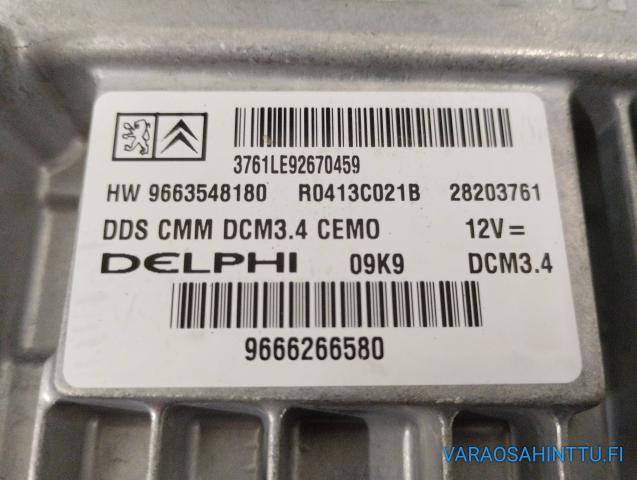 3761LE92670459
HW 9663548180 R0413C021B 28203761
DDS CMM DCM3.4 CEMO 12V=
DELPHI 09K9 DCM3.4
9666266580
VARAOSAHINTTU.FI